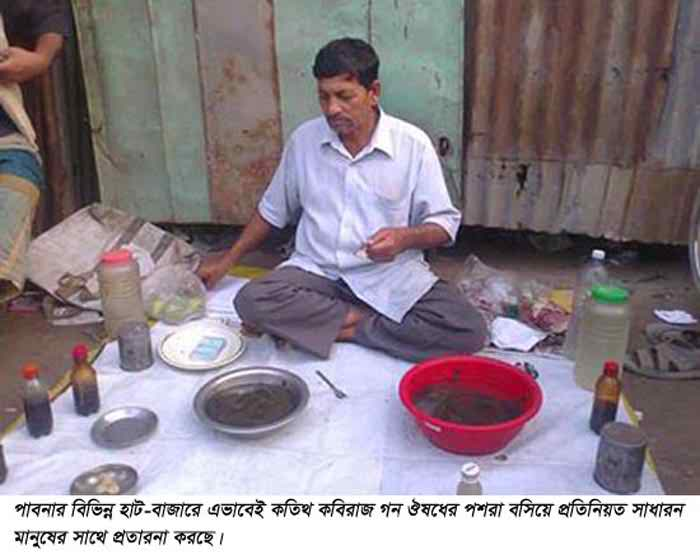 পাবনার বিভিন্ন হাট-বাজারে এভাবেই কতিথ কবিরাজ গন ঔষধের পশরা বসিয়ে প্রতিনিয়ত সাধারন
মানুষের সাথে প্রতারনা করছে।